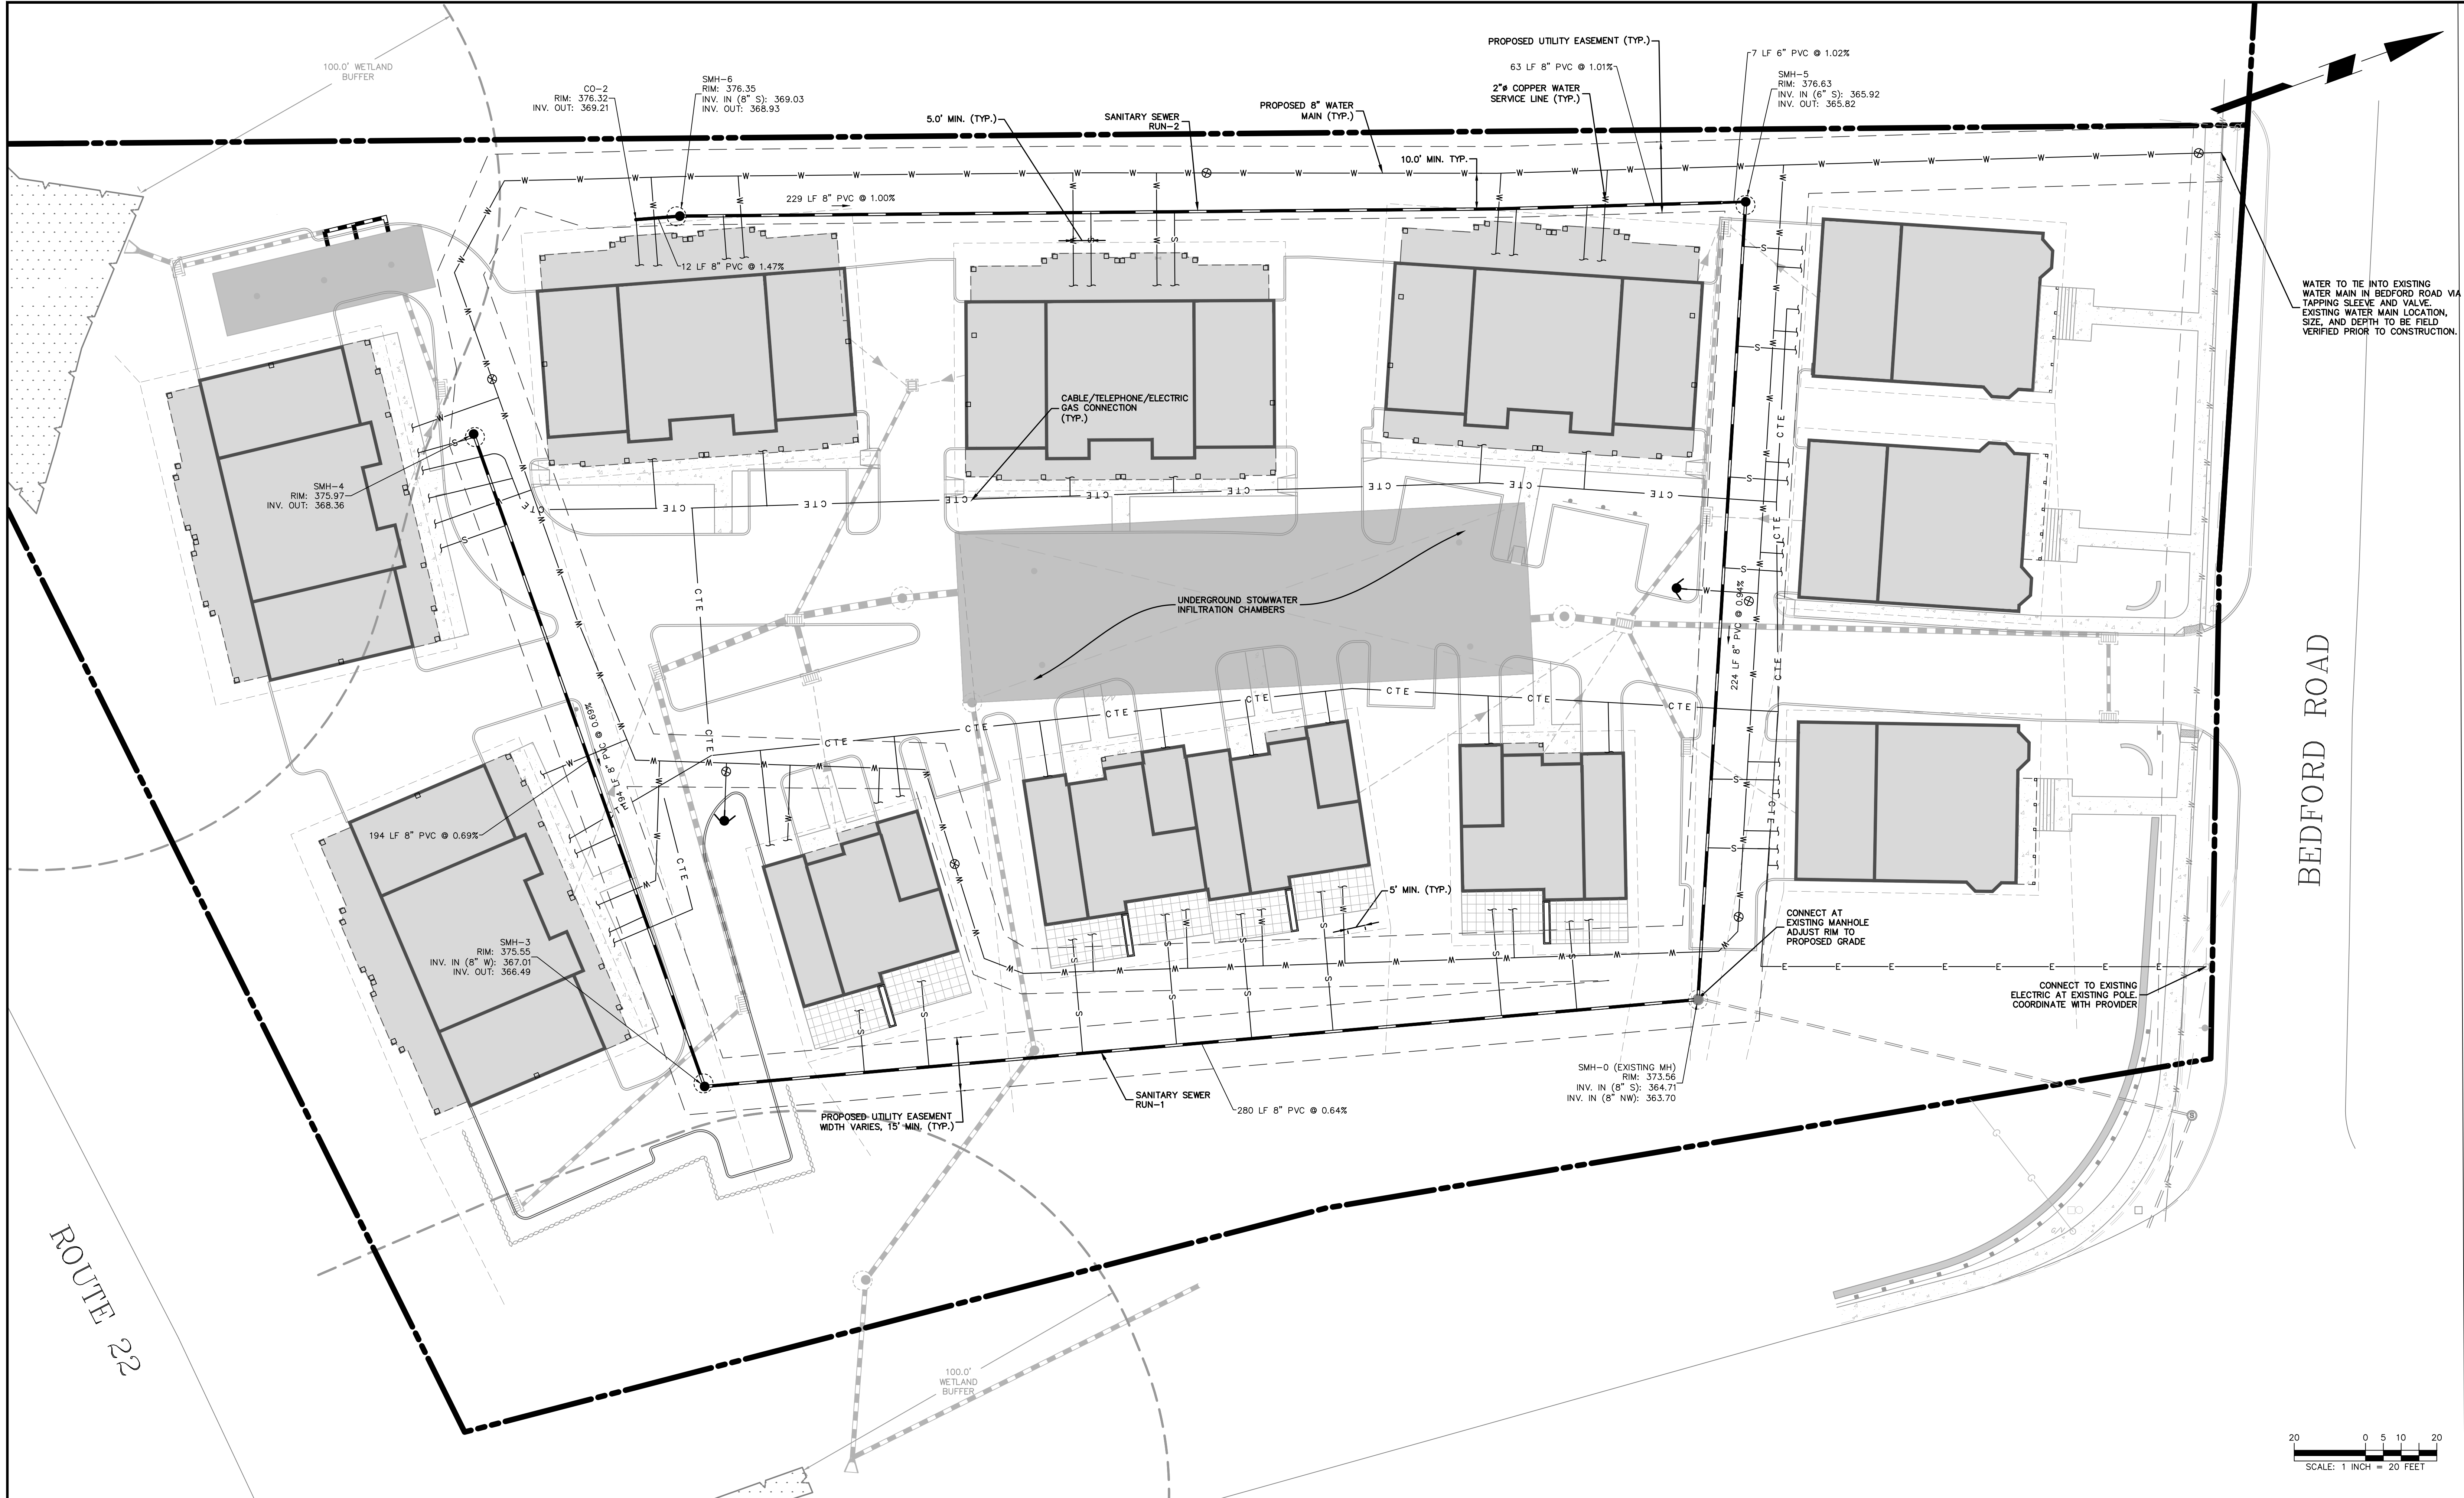 100.0' WETLAND
BUFFER
CO-2
RIM: 376.32
INV. OUT: 369.21
SMH-6
RIM: 376.35
INV. IN (8" S): 369.03
INV. OUT: 368.93
5.0' MIN. (TYP.)
SANITARY SEWER
RUN-2
PROPOSED 8" WATER
MAIN (TYP.)
PROPOSED UTILITY EASEMENT (TYP.)
63 LF 8" PVC @ 1.01%
2"ø COPPER WATER
SERVICE LINE (TYP.)
10.0' MIN. TYP.
7 LF 6" PVC @ 1.02%
SMH-5
RIM: 376.63
INV. IN (6" S): 365.92
INV. OUT: 365.82
229 LF 8" PVC @ 1.00%
12 LF 8" PVC @ 1.47%
WATER TO TIE INTO EXISTING
WATER MAIN IN BEDFORD ROAD VIA
TAPPING SLEEVE AND VALVE.
EXISTING WATER MAIN LOCATION,
SIZE, AND DEPTH TO BE FIELD
VERIFIED PRIOR TO CONSTRUCTION.
CABLE/TELEPHONE/ELECTRIC
GAS CONNECTION
(TYP.)
SMH-4
RIM: 375.97
INV. OUT: 368.36
UNDERGROUND STOMWATER
INFILTRATION CHAMBERS
224 LF 8" PVC @ 0.94%
194 LF 8" PVC @ 0.69%
194 LF 8" PVC @ 0.69%
BEDFORD ROAD
5' MIN. (TYP.)
CONNECT AT
EXISTING MANHOLE
ADJUST RIM TO
PROPOSED GRADE
SMH-3
RIM: 375.55
INV. IN (8" W): 367.01
INV. OUT: 366.49
CONNECT TO EXISTING
ELECTRIC AT EXISTING POLE.
COORDINATE WITH PROVIDER
SMH-0 (EXISTING MH)
RIM: 373.56
INV. IN (8" S): 364.71
INV. IN (8" NW): 363.70
SANITARY SEWER
RUN-1
280 LF 8" PVC @ 0.64%
PROPOSED UTILITY EASEMENT
WIDTH VARIES, 15' MIN. (TYP.)
ROUTE 22
100.0'
WETLAND
BUFFER
20 0 5 10 20
SCALE: 1 INCH = 20 FEET